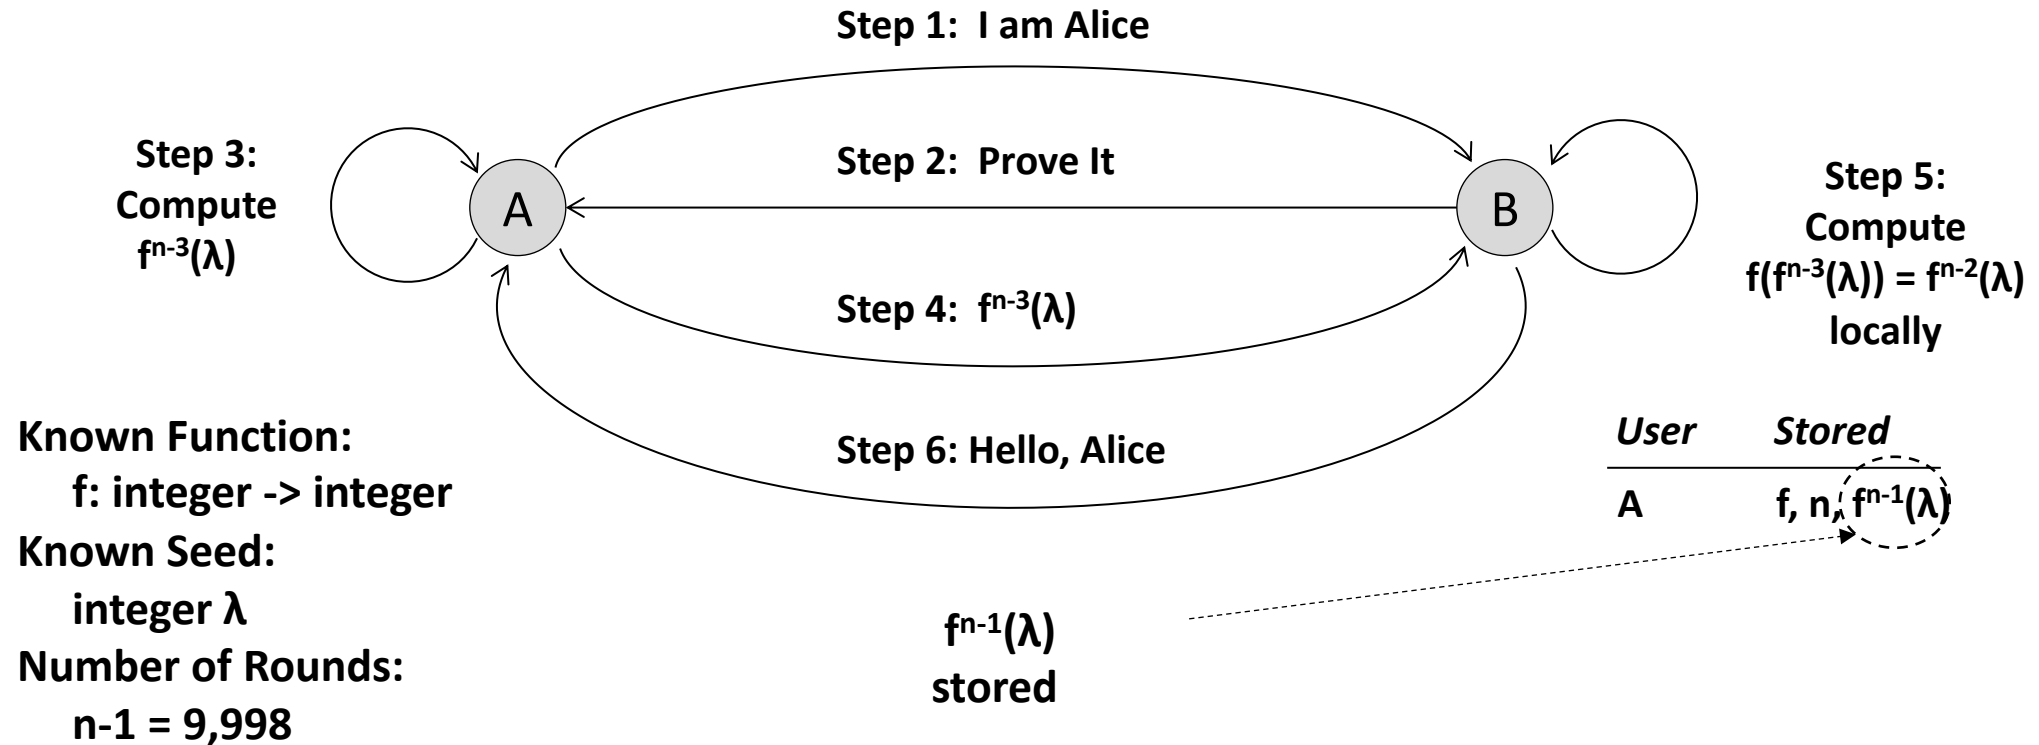 Step 1: I am Alice
Step 2: Prove It
Step 3:
Compute
fⁿ⁻³(λ)
A
B
Step 4: fⁿ⁻³(λ)
Step 5:
Compute
f(fⁿ⁻³(λ)) = fⁿ⁻²(λ)
locally
Step 6: Hello, Alice
Known Function:
f: integer -> integer
Known Seed:
integer λ
Number of Rounds:
n-1 = 9,998
fⁿ⁻¹(λ)
stored
User Stored
A f, n, fⁿ⁻¹(λ)